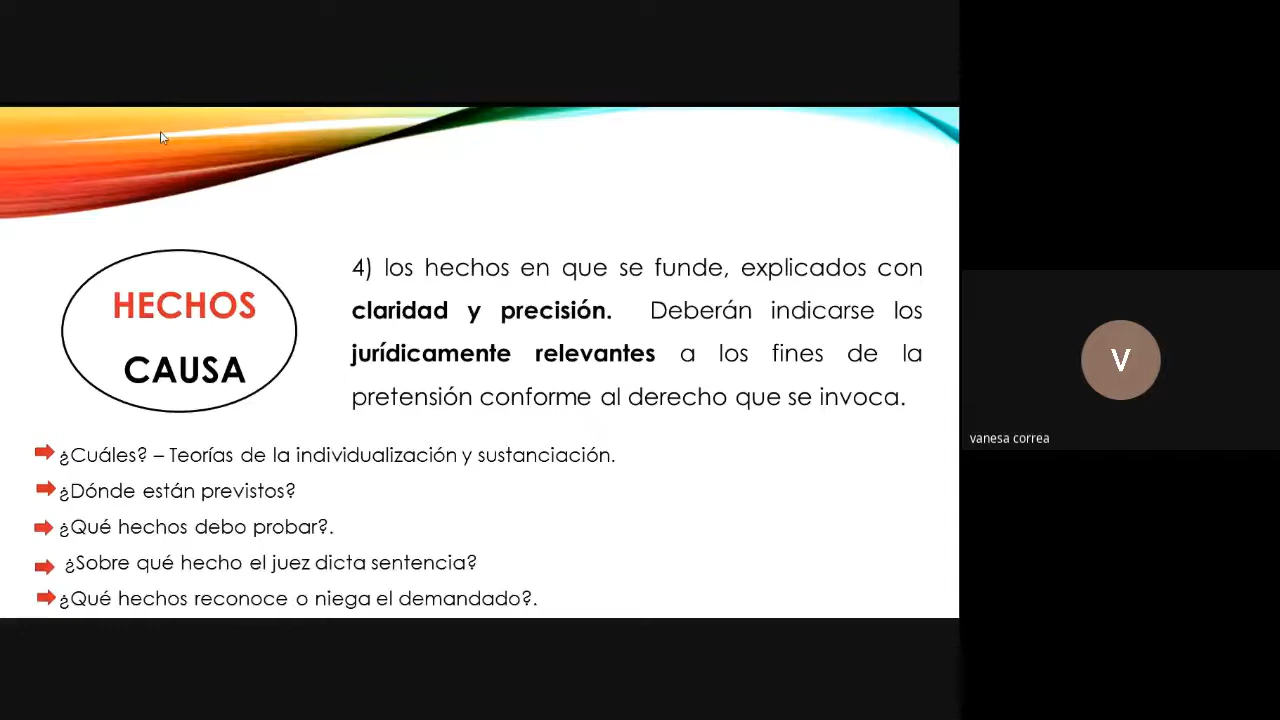 HECHOS
CAUSA
4) los hechos en que se funde, explicados con
claridad y precisión. Deberán indicarse los
jurídicamente relevantes a los fines de la
pretensión conforme al derecho que se invoca.
¿Cuáles? – Teorías de la individualización y sustanciación.
¿Dónde están previstos?
¿Qué hechos debo probar?.
¿Sobre qué hecho el juez dicta sentencia?
¿Qué hechos reconoce o niega el demandado?.
V
vanesa correa